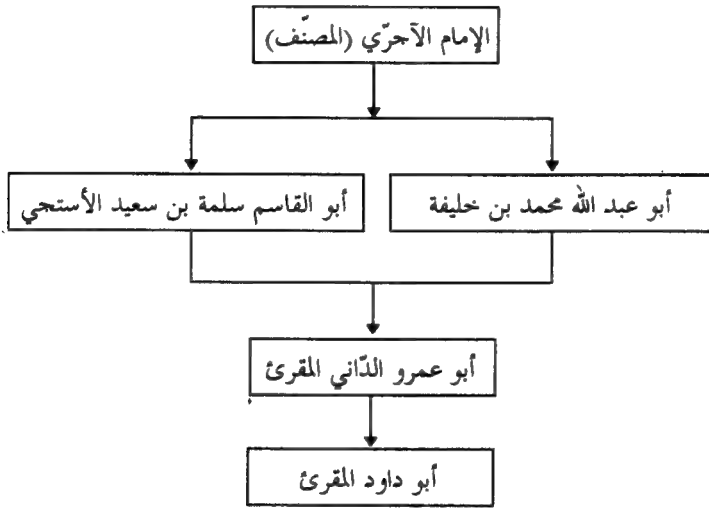 الإمام الآجرّي (المصنّف)
أبو عبد الله محمد بن خليفة
أبو القاسم سلمة بن سعيد الأستجي
أبو عمرو الدّاني المقرئ
أبو داود المقرئ